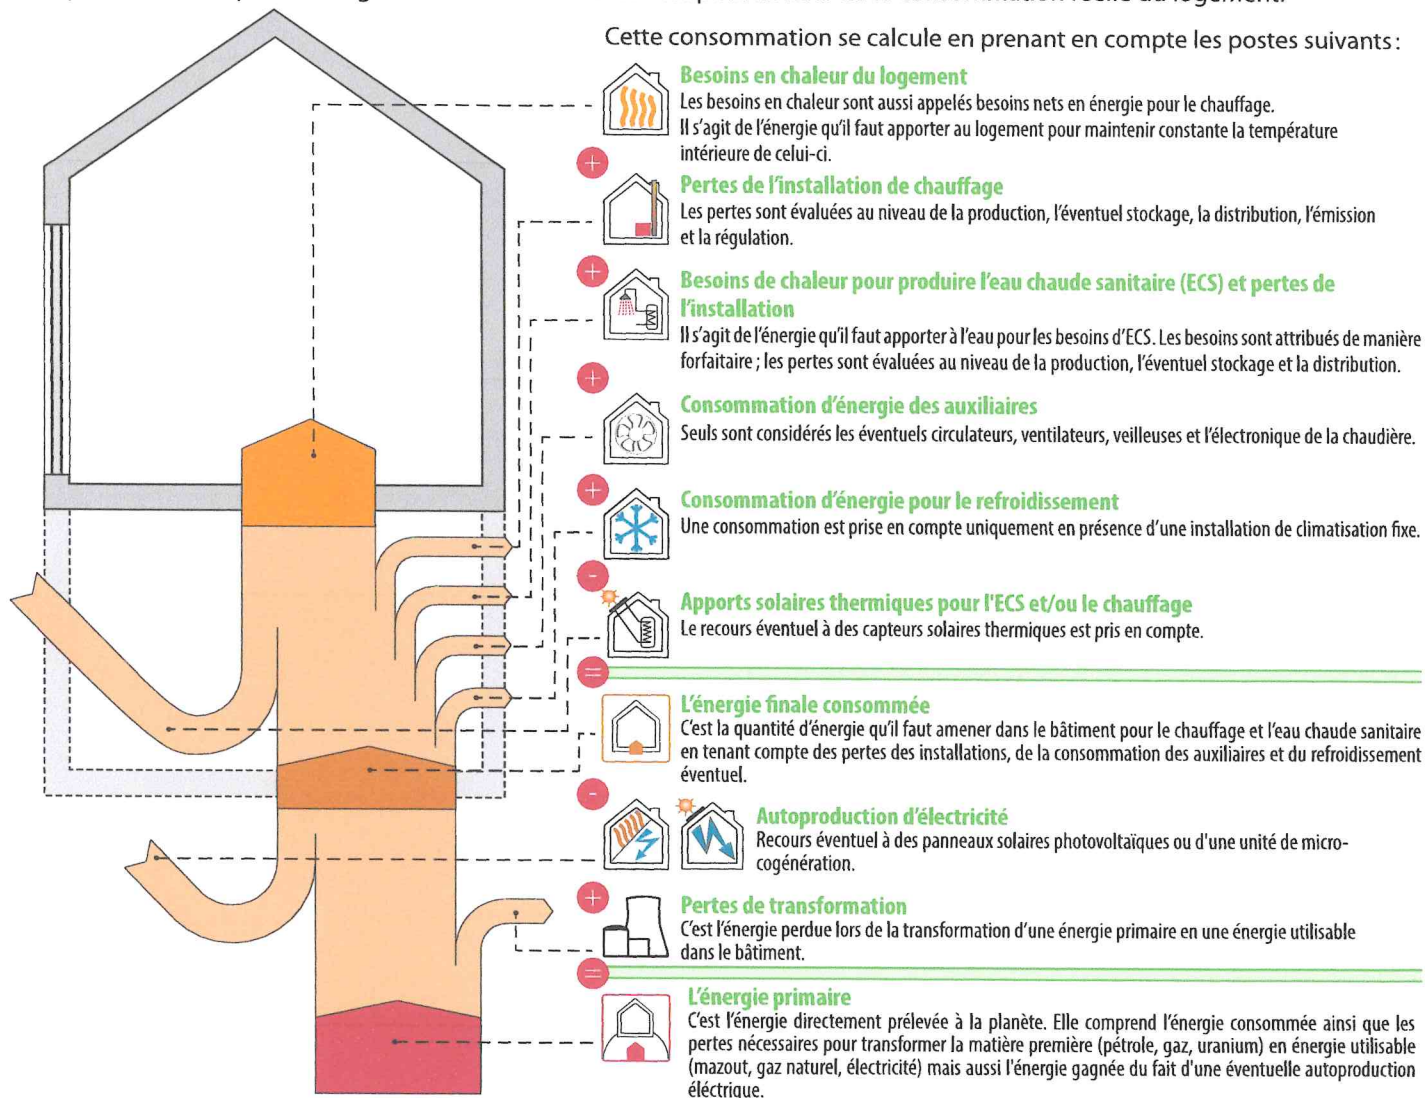 Cette consommation se calcule en prenant en compte les postes suivants :
Besoins en chaleur du logement
Les besoins en chaleur sont aussi appelés besoins nets en énergie pour le chauffage.
Il s'agit de l'énergie qu'il faut apporter au logement pour maintenir constante la température
intérieure de celui-ci.
+
Pertes de l'installation de chauffage
Les pertes sont évaluées au niveau de la production, l'éventuel stockage, la distribution, l'émission
et la régulation.
+
Besoins de chaleur pour produire l'eau chaude sanitaire (ECS) et pertes de
l'installation
Il s'agit de l'énergie qu'il faut apporter à l'eau pour les besoins d'ECS. Les besoins sont attribués de manière
forfaitaire ; les pertes sont évaluées au niveau de la production, l'éventuel stockage et la distribution.
+
Consommation d'énergie des auxiliaires
Seuls sont considérés les éventuels circulateurs, ventilateurs, veilleuses et l'électronique de la chaudière.
+
Consommation d'énergie pour le refroidissement
Une consommation est prise en compte uniquement en présence d'une installation de climatisation fixe.
-
Apports solaires thermiques pour l'ECS et/ou le chauffage
Le recours éventuel à des capteurs solaires thermiques est pris en compte.
=
L'énergie finale consommée
C'est la quantité d'énergie qu'il faut amener dans le bâtiment pour le chauffage et l'eau chaude sanitaire
en tenant compte des pertes des installations, de la consommation des auxiliaires et du refroidissement
éventuel.
-
Autoproduction d'électricité
Recours éventuel à des panneaux solaires photovoltaïques ou d'une unité de micro-
cogénération.
+
Pertes de transformation
C'est l'énergie perdue lors de la transformation d'une énergie primaire en une énergie utilisable
dans le bâtiment.
=
L'énergie primaire
C'est l'énergie directement prélevée à la planète. Elle comprend l'énergie consommée ainsi que les
pertes nécessaires pour transformer la matière première (pétrole, gaz, uranium) en énergie utilisable
(mazout, gaz naturel, électricité) mais aussi l'énergie gagnée du fait d'une éventuelle autoproduction
éléctrique.